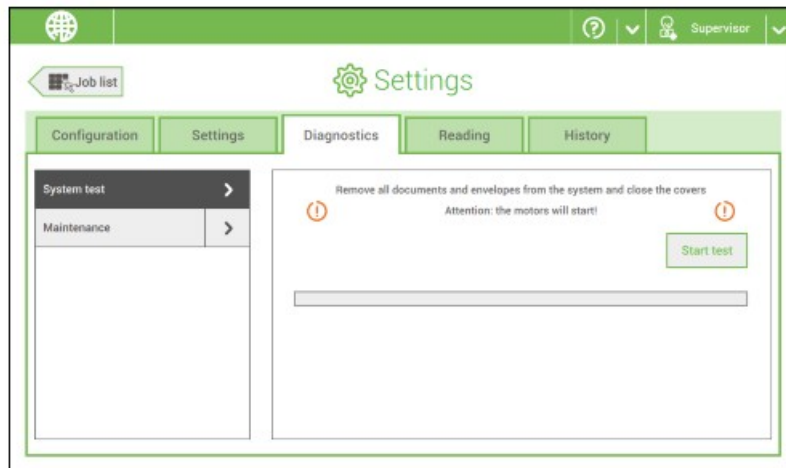 Supervisor
Job list
Settings
Configuration
Settings
Diagnostics
Reading
History
System test
Maintenance
Remove all documents and envelopes from the system and close the covers
Attention: the motors will start!
Start test